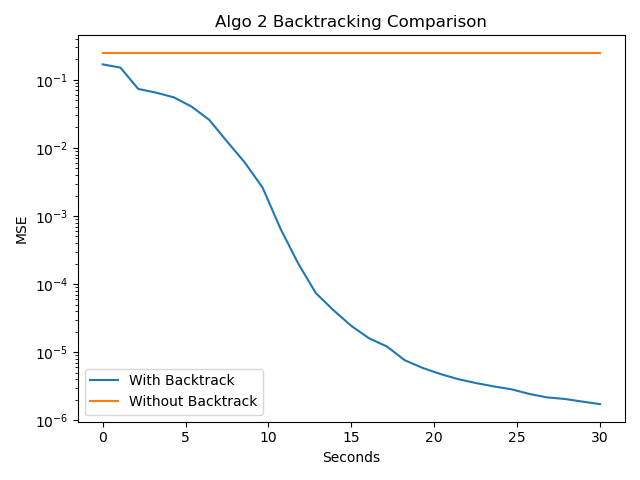 Algo 2 Backtracking Comparison
MSE
10⁻¹
10⁻²
10⁻³
10⁻⁴
10⁻⁵
10⁻⁶
With Backtrack
Without Backtrack
0 5 10 15 20 25 30
Seconds